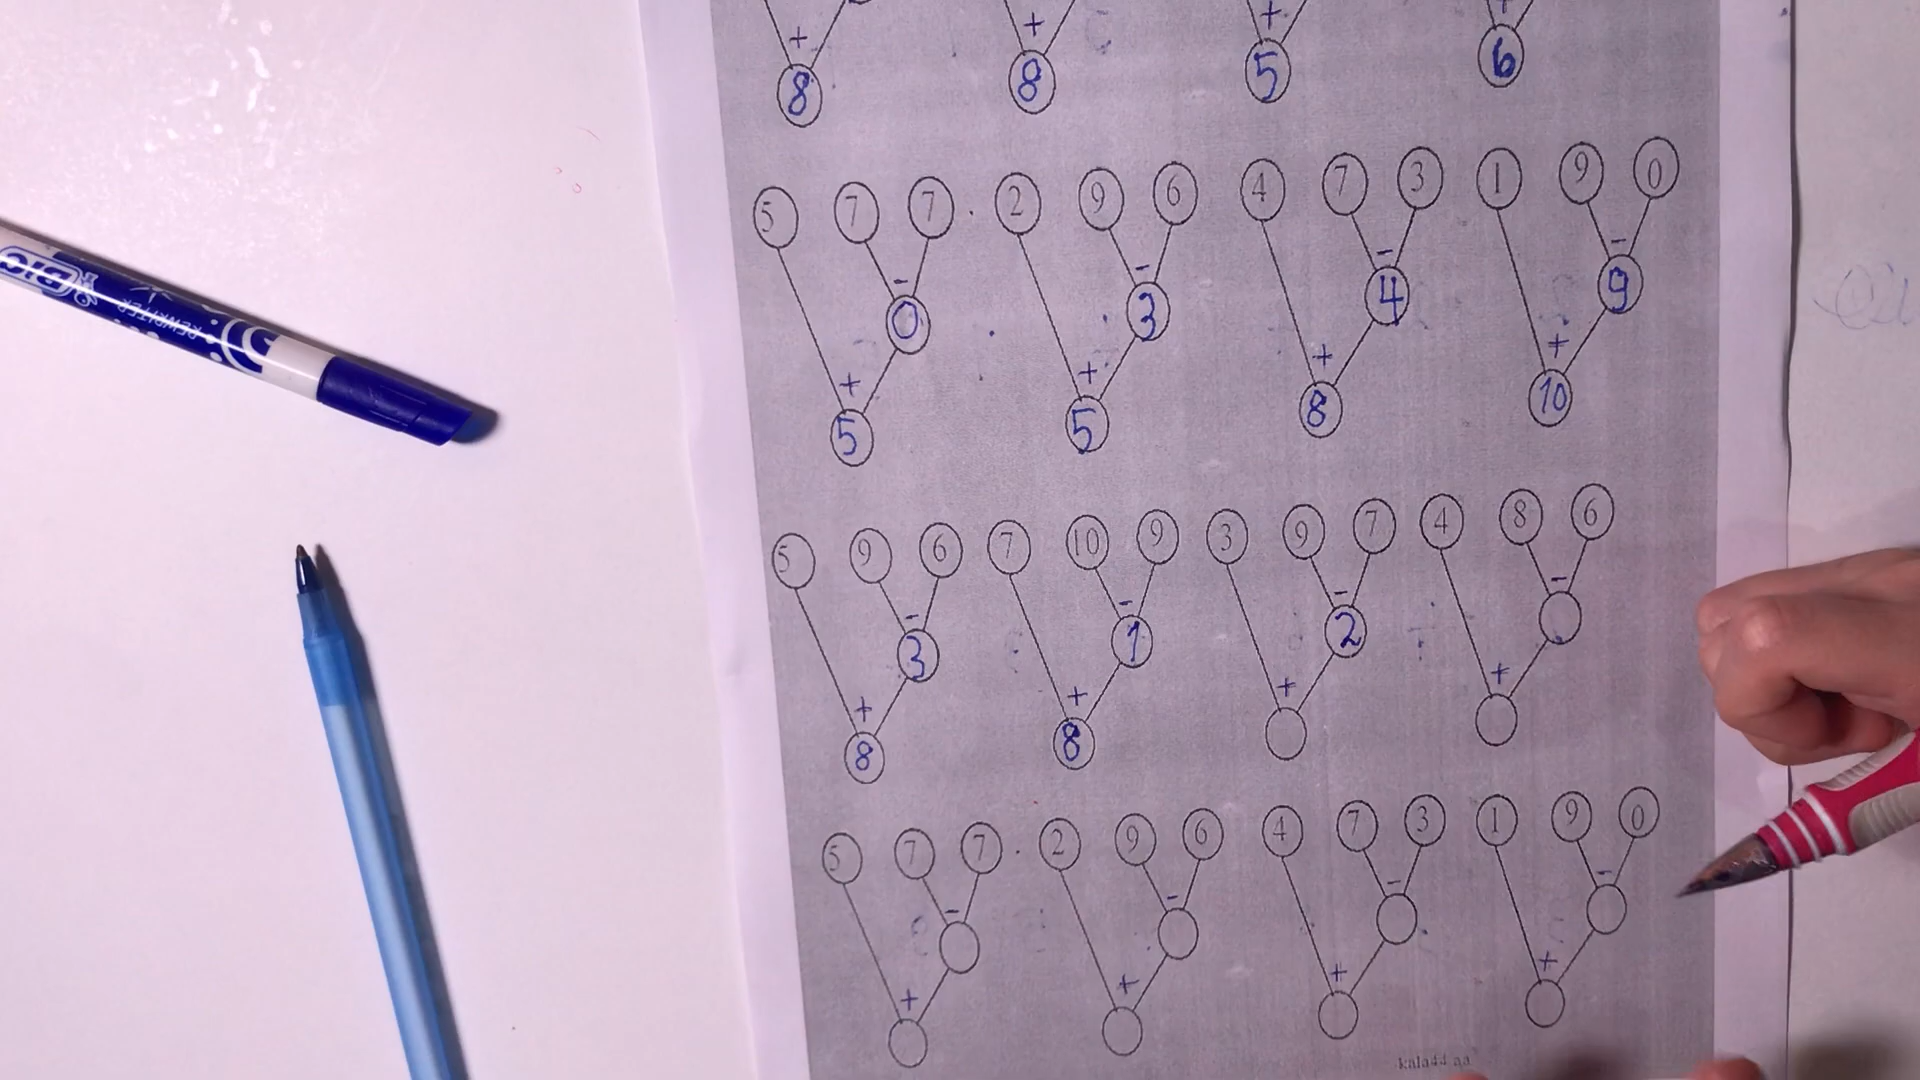 + + + +
8 8 5 6
5 7 7 . 2 9 6 4 7 3 1 9 0
- - - -
0 3 4 9
+ + + +
5 5 8 10
5 9 6 7 10 9 3 9 7 4 8 6
- - - -
3 1 2
+ + + +
8 8
5 7 7 . 2 9 6 4 7 3 1 9 0
- - - -
+ + + +
BIC
REWRITER